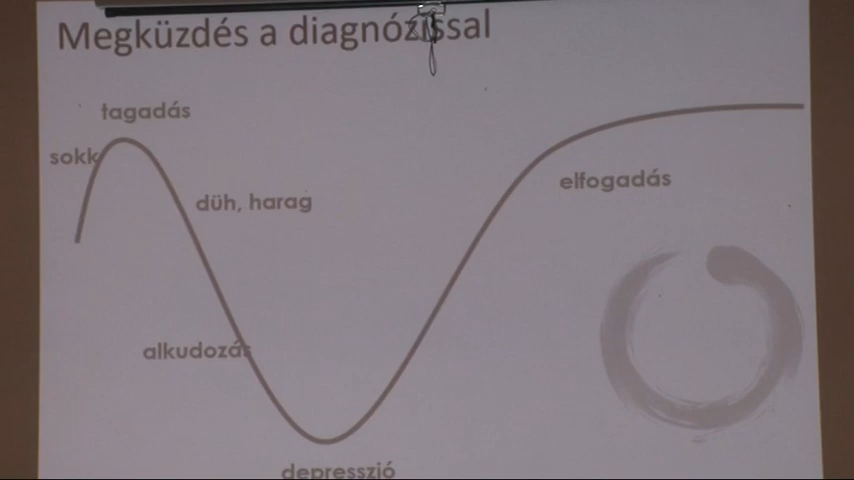 Megküzdés a diagnózissal
tagadás
sokk
düh, harag
elfogadás
alkudozás
depresszió